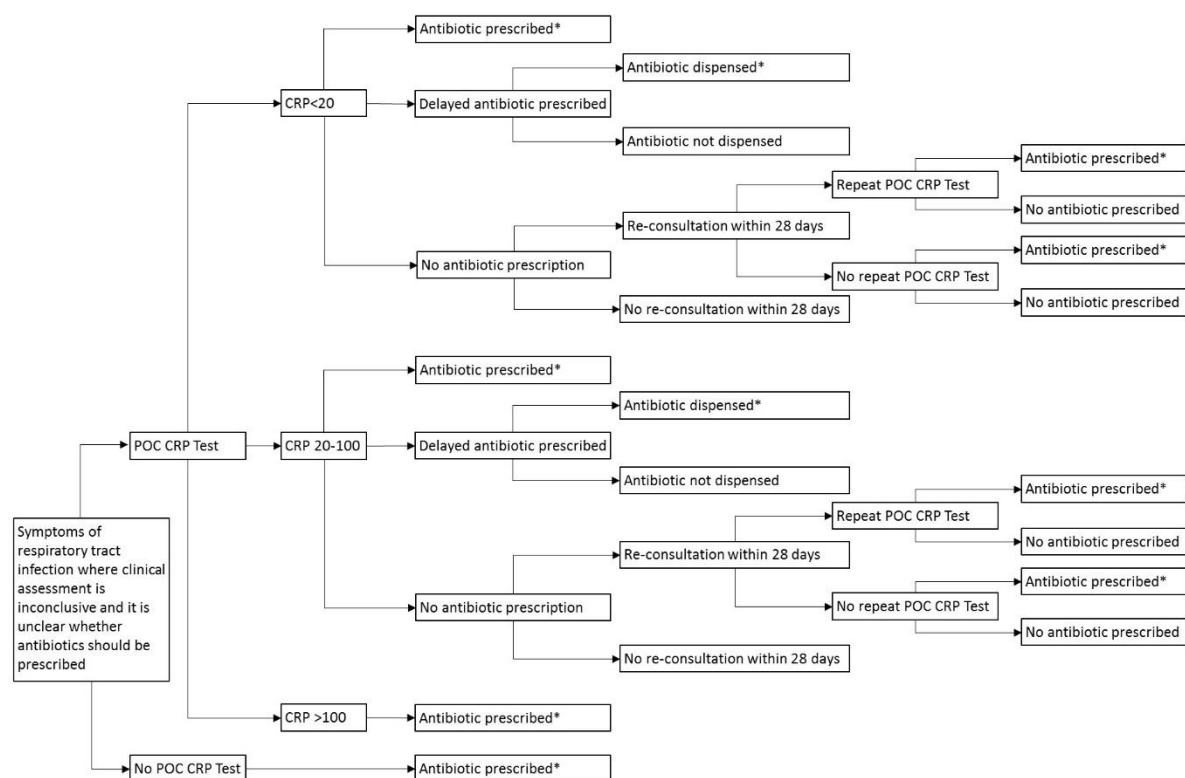 Antibiotic prescribed*
Antibiotic dispensed*
CRP<20
Delayed antibiotic prescribed
Antibiotic not dispensed
Antibiotic prescribed*
Repeat POC CRP Test
No antibiotic prescribed
Re-consultation within 28 days
Antibiotic prescribed*
No antibiotic prescription
No repeat POC CRP Test
No re-consultation within 28 days
No antibiotic prescribed
Antibiotic prescribed*
Antibiotic dispensed*
POC CRP Test
CRP 20-100
Delayed antibiotic prescribed
Antibiotic not dispensed
Antibiotic prescribed*
Repeat POC CRP Test
Symptoms of
respiratory tract
infection where clinical
assessment is
inconclusive and it is
unclear whether
antibiotics should be
prescribed
No antibiotic prescribed
Re-consultation within 28 days
Antibiotic prescribed*
No antibiotic prescription
No repeat POC CRP Test
No antibiotic prescribed
No re-consultation within 28 days
CRP >100
Antibiotic prescribed*
No POC CRP Test
Antibiotic prescribed*